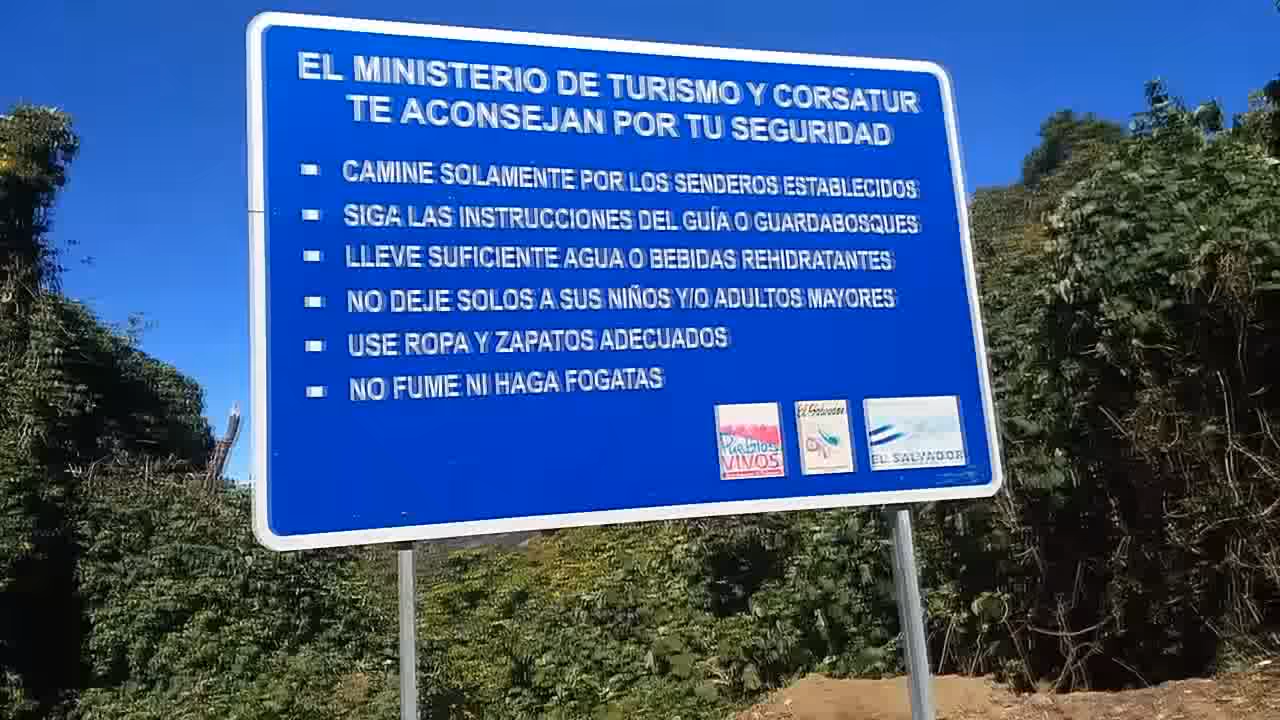 EL MINISTERIO DE TURISMO Y CORSATUR
TE ACONSEJAN POR TU SEGURIDAD
CAMINE SOLAMENTE POR LOS SENDEROS ESTABLECIDOS
SIGA LAS INSTRUCCIONES DEL GUÍA O GUARDABOSQUES
LLEVE SUFICIENTE AGUA O BEBIDAS REHIDRATANTES
NO DEJE SOLOS A SUS NIÑOS Y/O ADULTOS MAYORES
USE ROPA Y ZAPATOS ADECUADOS
NO FUME NI HAGA FOGATAS
Pueblos
VIVOS
El Salvador
EL SALVADOR